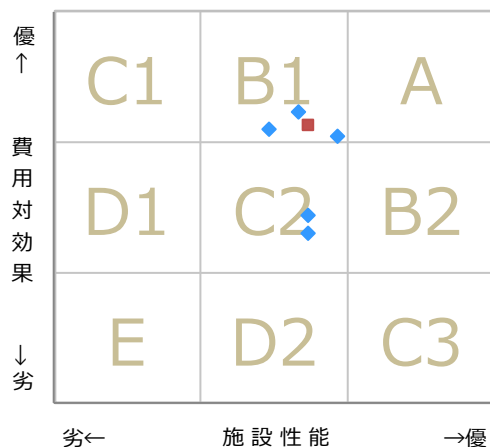 優↑
費用対効果
↓劣
C1 B1 A
D1 C2 B2
E D2 C3
劣← 施設性能 →優